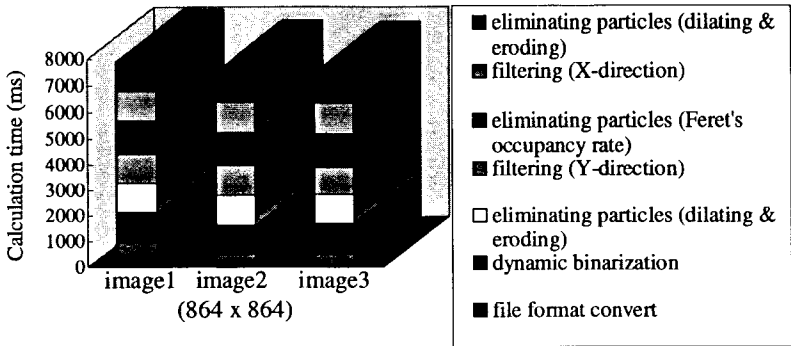 Calculation time (ms)
8000
7000
6000
5000
4000
3000
2000
1000
0
image1 image2 image3
(864 x 864)
eliminating particles (dilating &
eroding)
filtering (X-direction)
eliminating particles (Feret's
occupancy rate)
filtering (Y-direction)
eliminating particles (dilating &
eroding)
dynamic binarization
file format convert